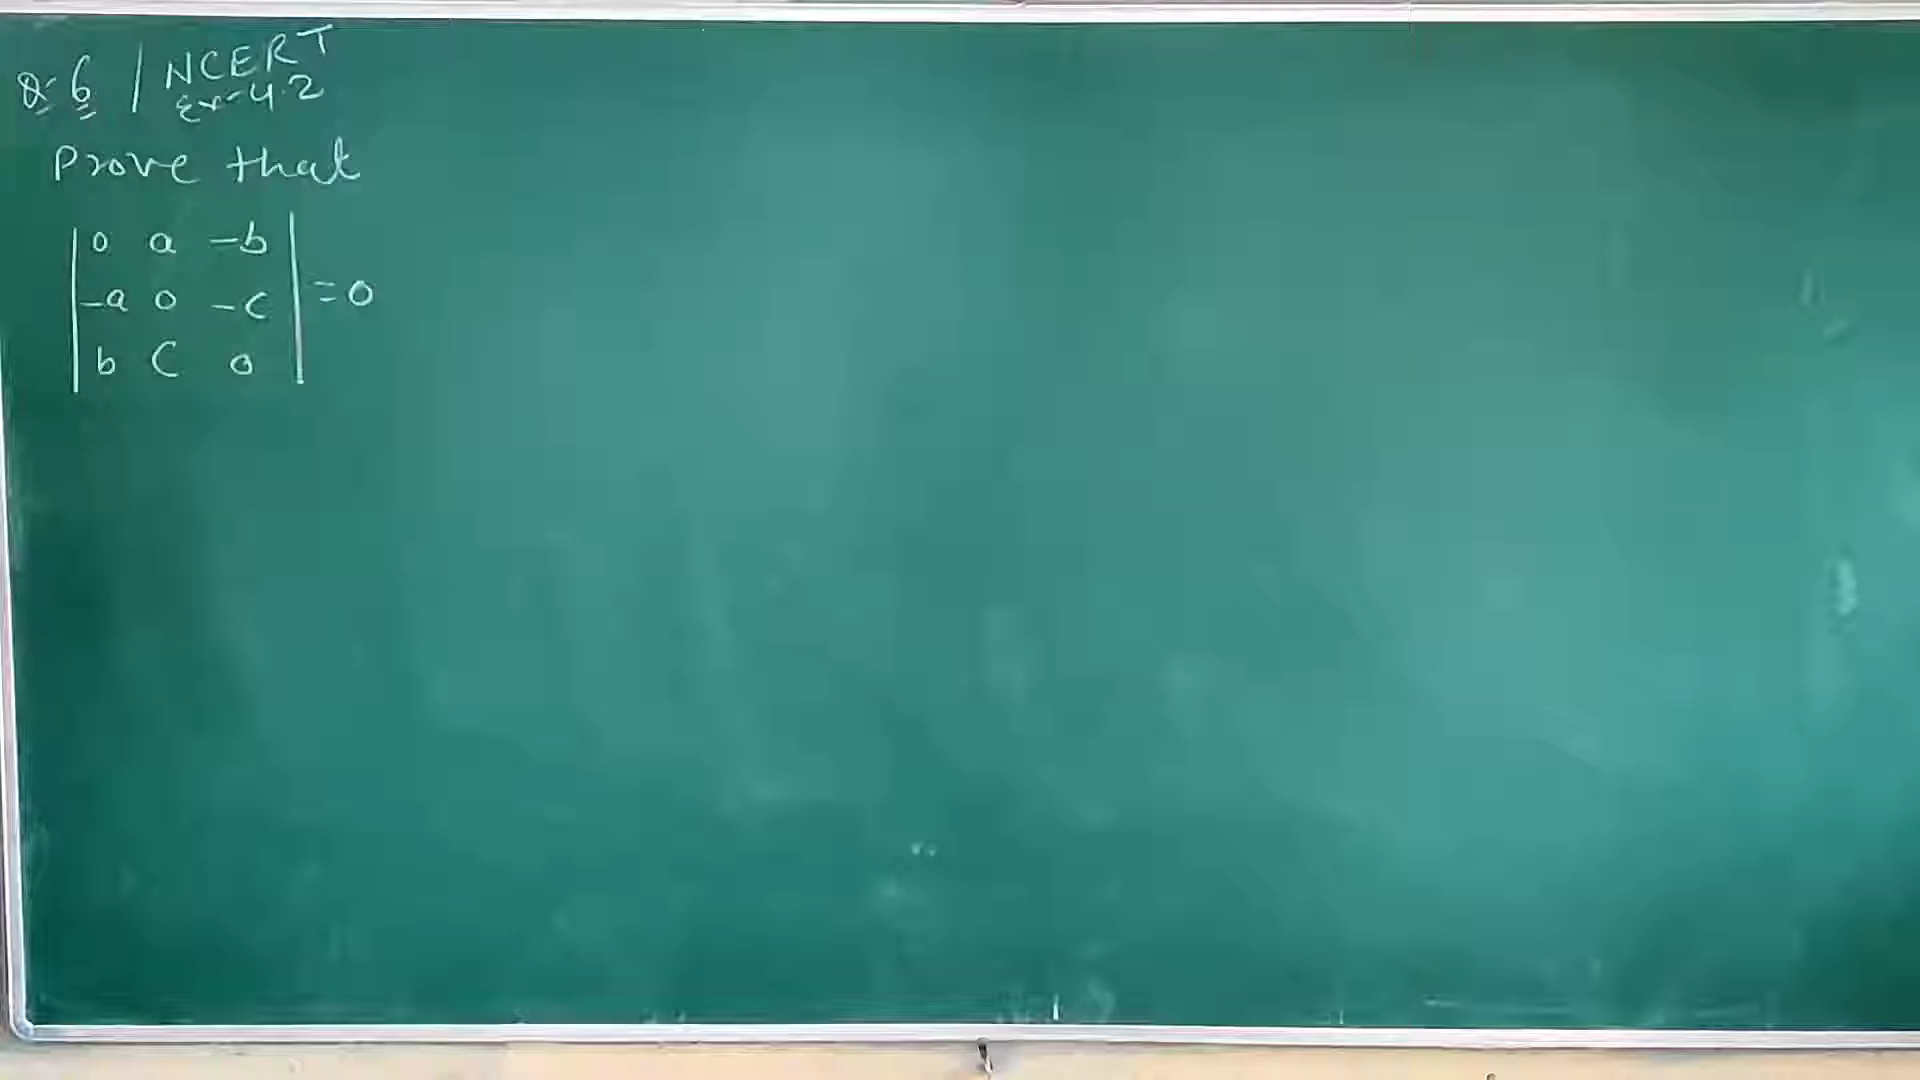 Q.6 / NCERT
Ex-4.2
Prove that
0 a -b
-a 0 -c =0
b c 0